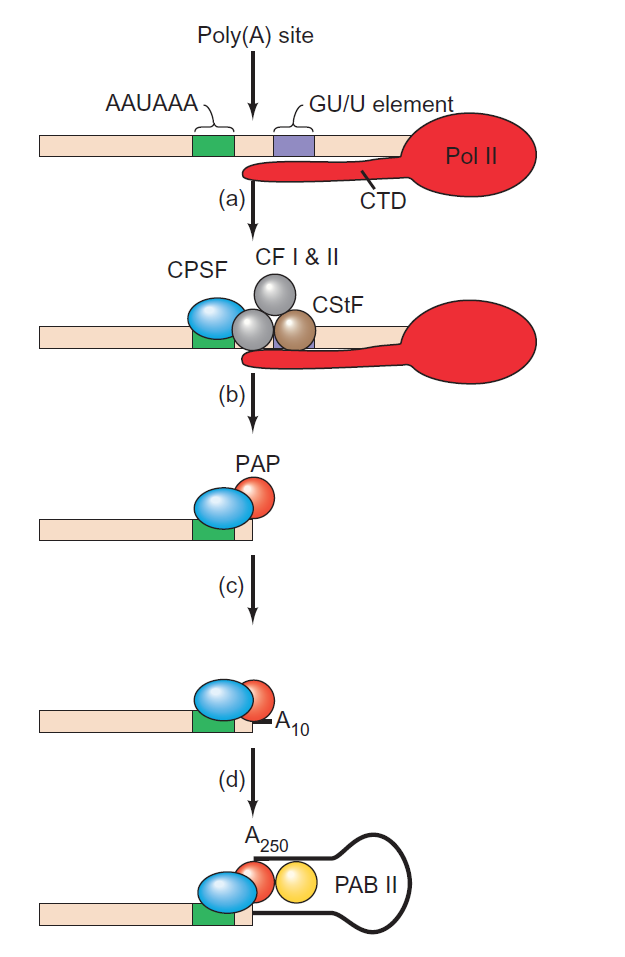 Poly(A) site
AAUAAA
GU/U element
Pol II
CTD
(a)
CF I & II
CPSF
CStF
(b)
PAP
(c)
A10
(d)
A250
PAB II